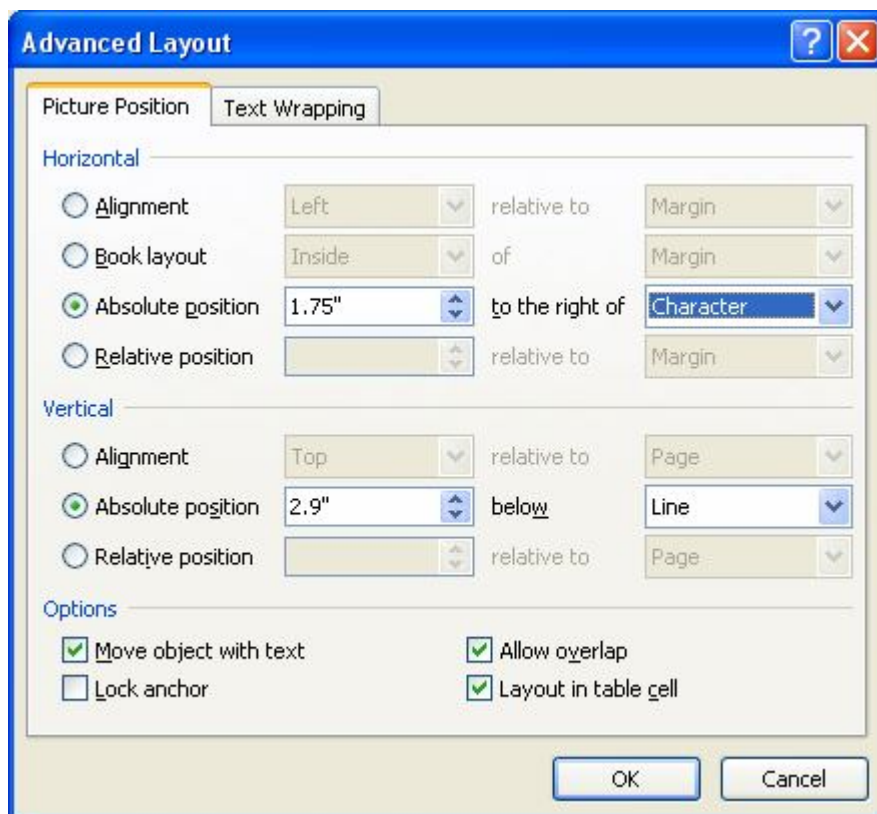 Advanced Layout
Picture Position Text Wrapping
Horizontal
Alignment Left relative to Margin
Book layout Inside of Margin
Absolute position 1.75" to the right of Character
Relative position relative to Margin
Vertical
Alignment Top relative to Page
Absolute position 2.9" below Line
Relative position relative to Page
Options
Move object with text Allow overlap
Lock anchor Layout in table cell
OK Cancel